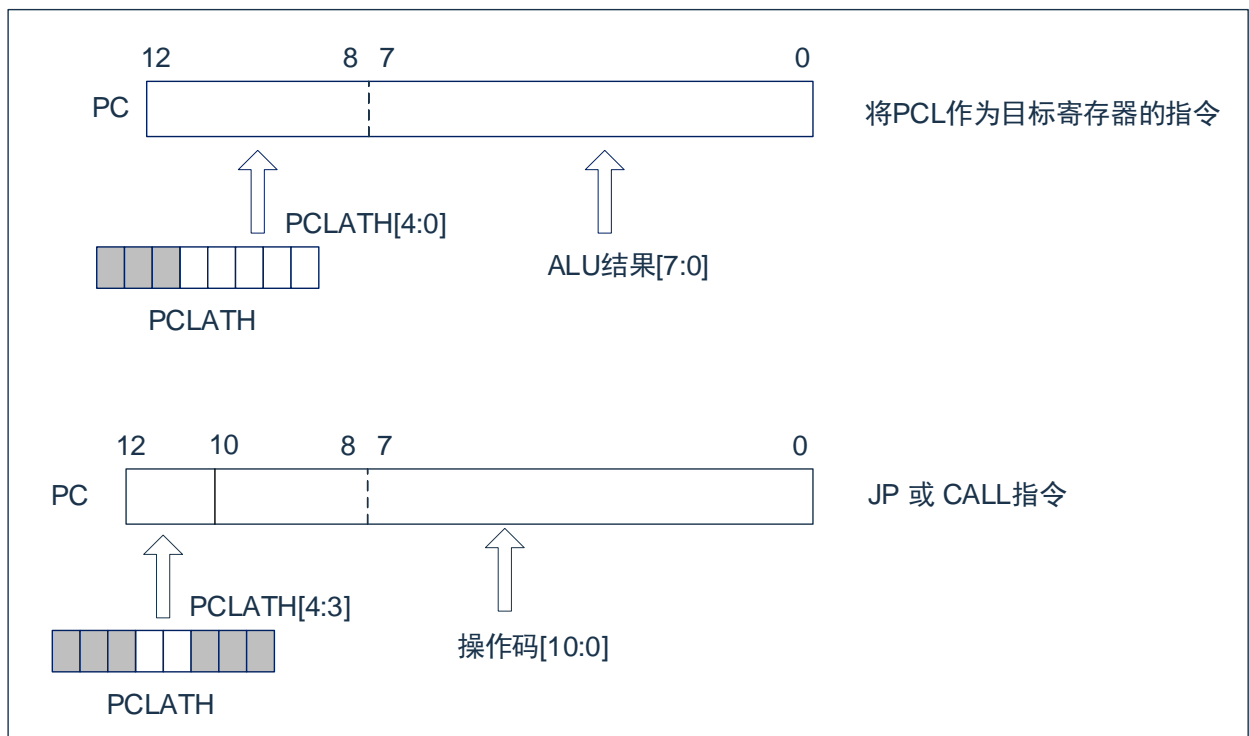 12 8 7 0
PC
将PCL作为目标寄存器的指令
PCLATH[4:0]
ALU结果[7:0]
PCLATH
12 10 8 7 0
PC
JP 或 CALL指令
PCLATH[4:3]
操作码[10:0]
PCLATH